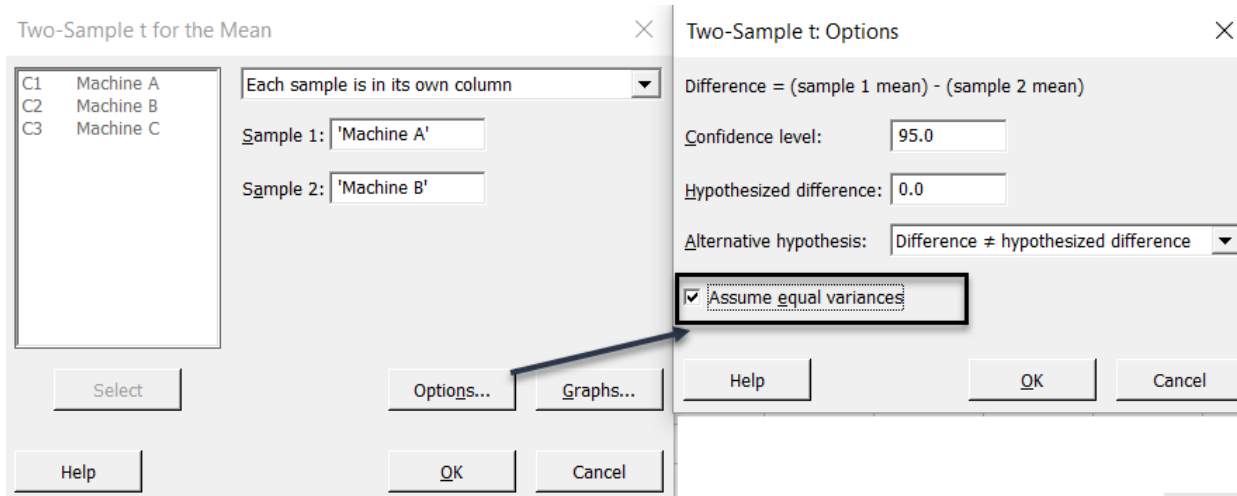 Two-Sample t for the Mean
C1 Machine A
C2 Machine B
C3 Machine C
Each sample is in its own column
Sample 1: 'Machine A'
Sample 2: 'Machine B'
Select
Options...
Graphs...
Help
OK
Cancel
Two-Sample t: Options
Difference = (sample 1 mean) - (sample 2 mean)
Confidence level: 95.0
Hypothesized difference: 0.0
Alternative hypothesis: Difference ≠ hypothesized difference
Assume equal variances
Help
OK
Cancel